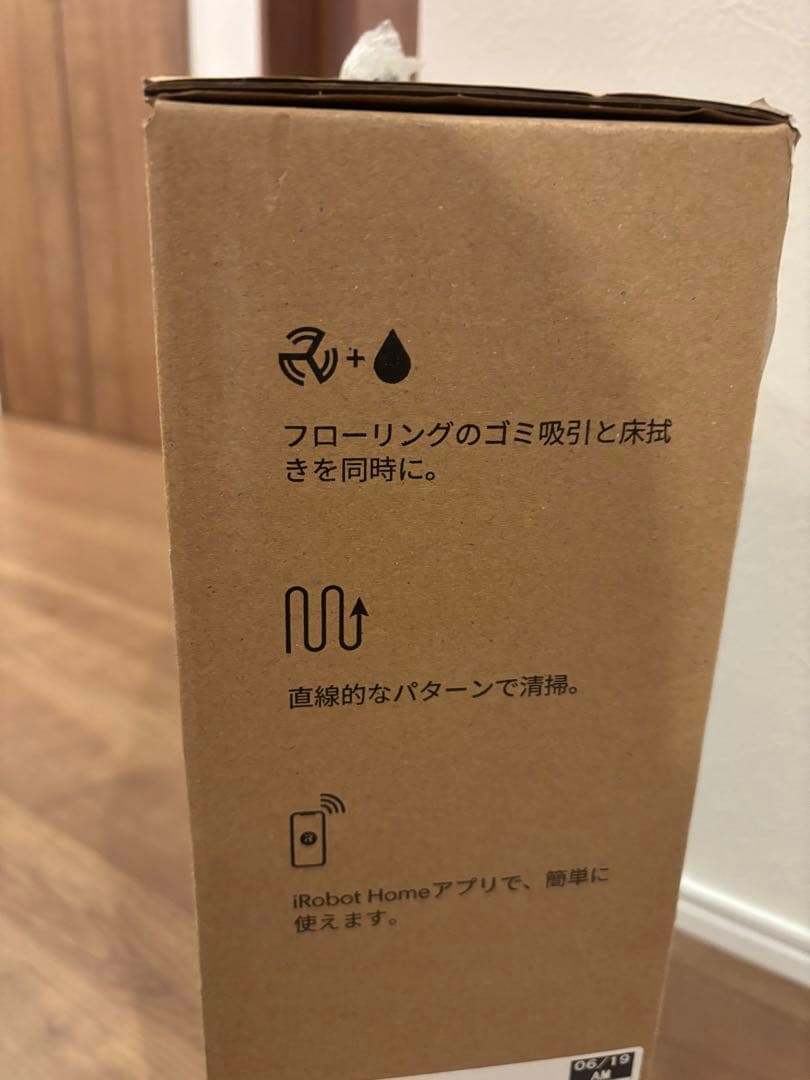 フローリングのゴミ吸引と床拭
きを同時に。
直線的なパターンで清掃。
iRobot Homeアプリで、簡単に
使えます。
06/19
AM